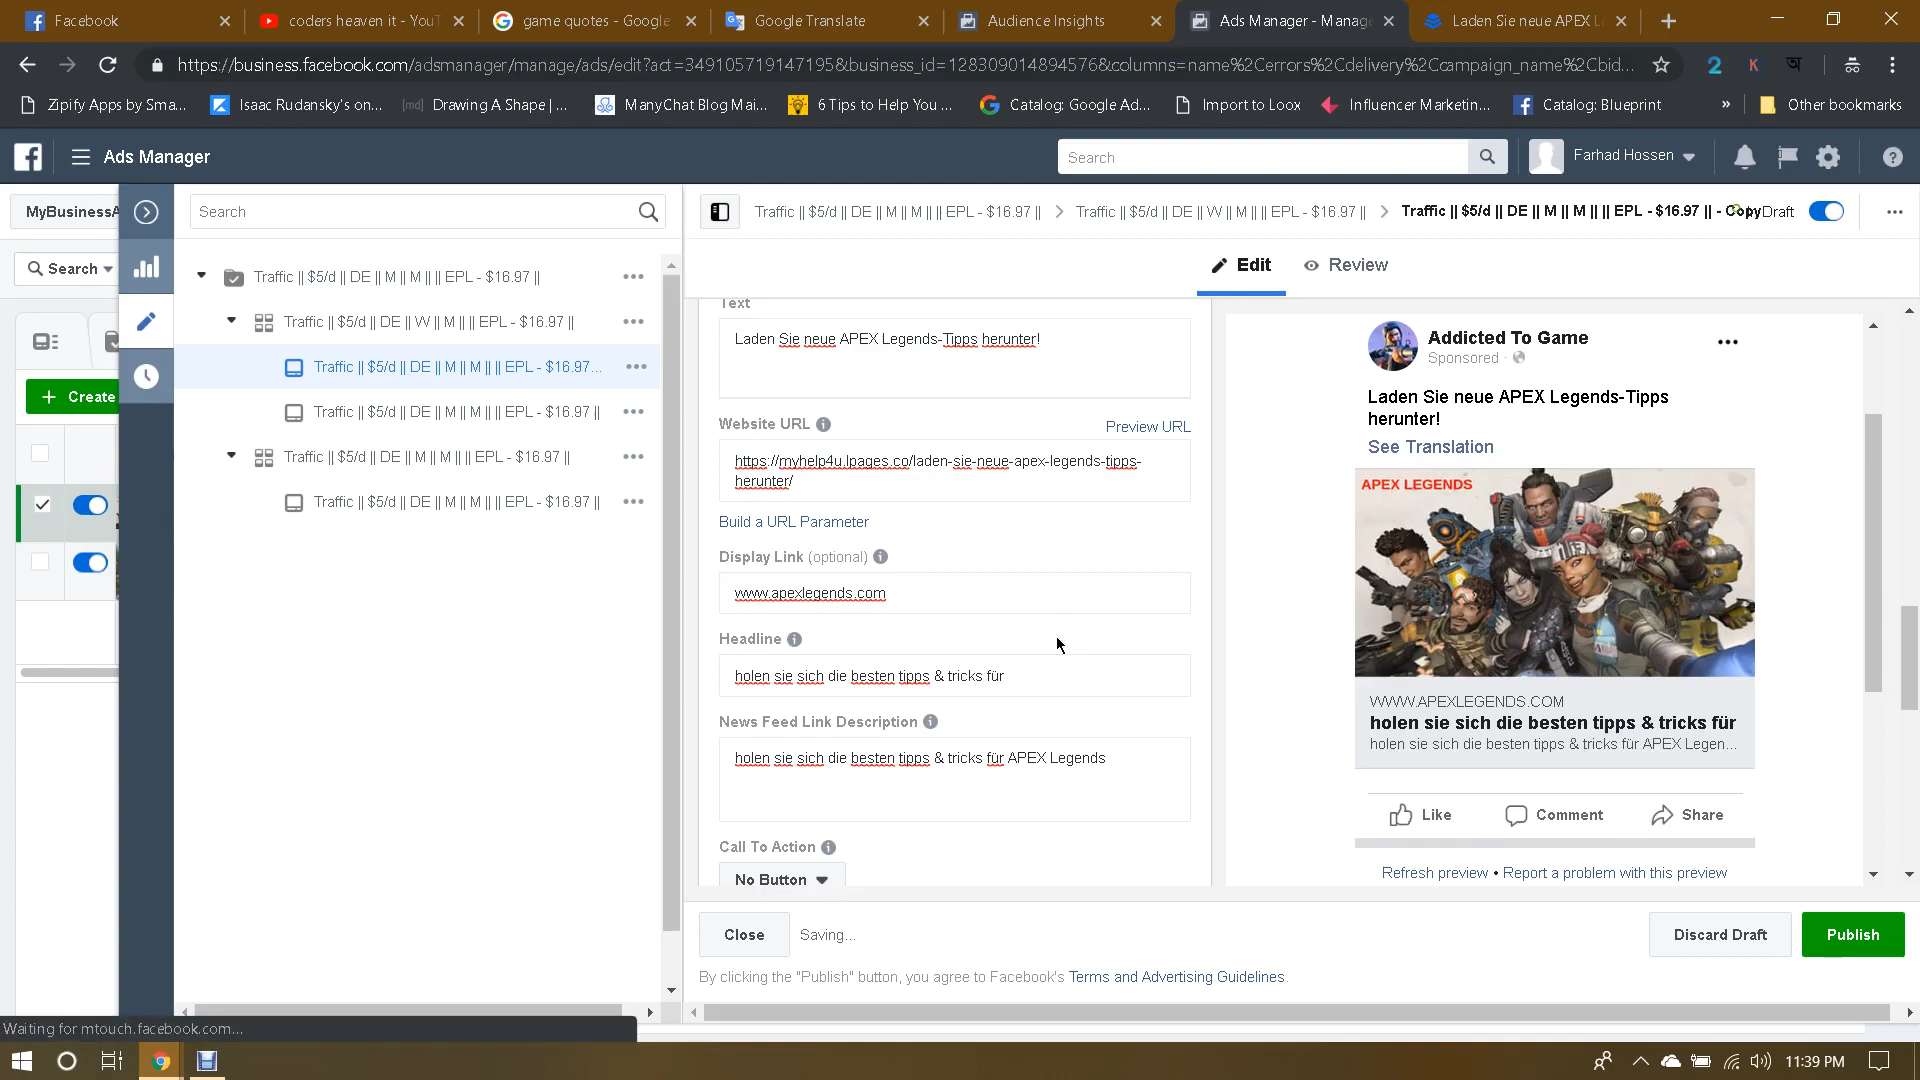 Facebook
coders heaven it - YouT
game quotes - Google
Google Translate
Audience Insights
Ads Manager - Manage
Laden Sie neue APEX L
https://business.facebook.com/adsmanager/manage/ads/edit?act=349105719147195&business_id=128309014894576&columns=name%2Cerrors%2Cdelivery%2Ccampaign_name%2Cbid...
Zipify Apps by Sma...
Isaac Rudansky's on...
[md] Drawing A Shape | ...
ManyChat Blog Mai...
6 Tips to Help You ...
Catalog: Google Ad...
Import to Loox
Influencer Marketin...
Catalog: Blueprint
»
Other bookmarks
Ads Manager
Search
Farhad Hossen
MyBusinessA
Search
Traffic || $5/d || DE || M || M || || EPL - $16.97 ||
Traffic || $5/d || DE || W || M || || EPL - $16.97 ||
Traffic || $5/d || DE || M || M || || EPL - $16.97 || - Copy
Draft
Search
Edit
Review
Traffic || $5/d || DE || M || M || || EPL - $16.97 ||
Traffic || $5/d || DE || W || M || || EPL - $16.97 ||
Traffic || $5/d || DE || M || M || || EPL - $16.97...
Traffic || $5/d || DE || M || M || || EPL - $16.97 ||
Traffic || $5/d || DE || M || M || || EPL - $16.97 ||
Traffic || $5/d || DE || M || M || || EPL - $16.97 ||
+ Create
Text
Laden Sie neue APEX Legends-Tipps herunter!
Website URL
Preview URL
https://myhelp4u.lpages.co/laden-sie-neue-apex-legends-tipps-
herunter/
Build a URL Parameter
Display Link (optional)
www.apexlegends.com
Headline
holen sie sich die besten tipps & tricks für
News Feed Link Description
holen sie sich die besten tipps & tricks für APEX Legends
Call To Action
No Button
Addicted To Game
Sponsored ·
Laden Sie neue APEX Legends-Tipps
herunter!
See Translation
APEX LEGENDS
WWW.APEXLEGENDS.COM
holen sie sich die besten tipps & tricks für
holen sie sich die besten tipps & tricks für APEX Legen...
Like
Comment
Share
Refresh preview • Report a problem with this preview
Close
Saving...
Discard Draft
Publish
By clicking the "Publish" button, you agree to Facebook's Terms and Advertising Guidelines.
Waiting for mtouch.facebook.com...
11:39 PM